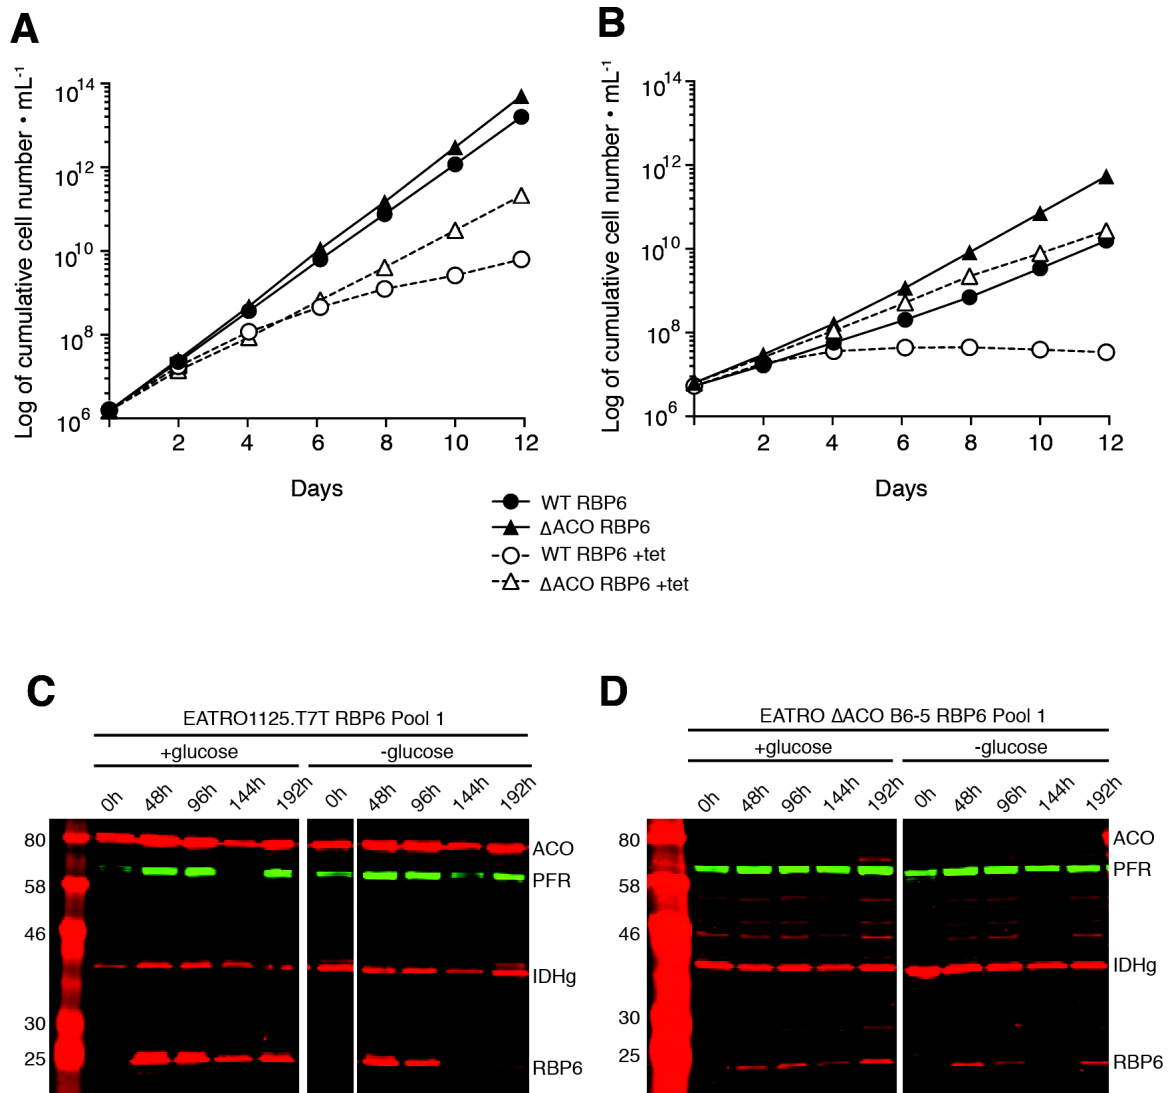 A
B
Log of cumulative cell number • mL-1
10^14
10^12
10^10
10^8
10^6
2 4 6 8 10 12
Days
Log of cumulative cell number • mL-1
10^14
10^12
10^10
10^8
10^6
2 4 6 8 10 12
Days
WT RBP6
ΔACO RBP6
WT RBP6 +tet
ΔACO RBP6 +tet
C
EATRO1125.T7T RBP6 Pool 1
+glucose -glucose
0h 48h 96h 144h 192h 0h 48h 96h 144h 192h
80
58
46
30
25
ACO
PFR
IDHg
RBP6
D
EATRO ΔACO B6-5 RBP6 Pool 1
+glucose -glucose
0h 48h 96h 144h 192h 0h 48h 96h 144h 192h
80
58
46
30
25
ACO
PFR
IDHg
RBP6